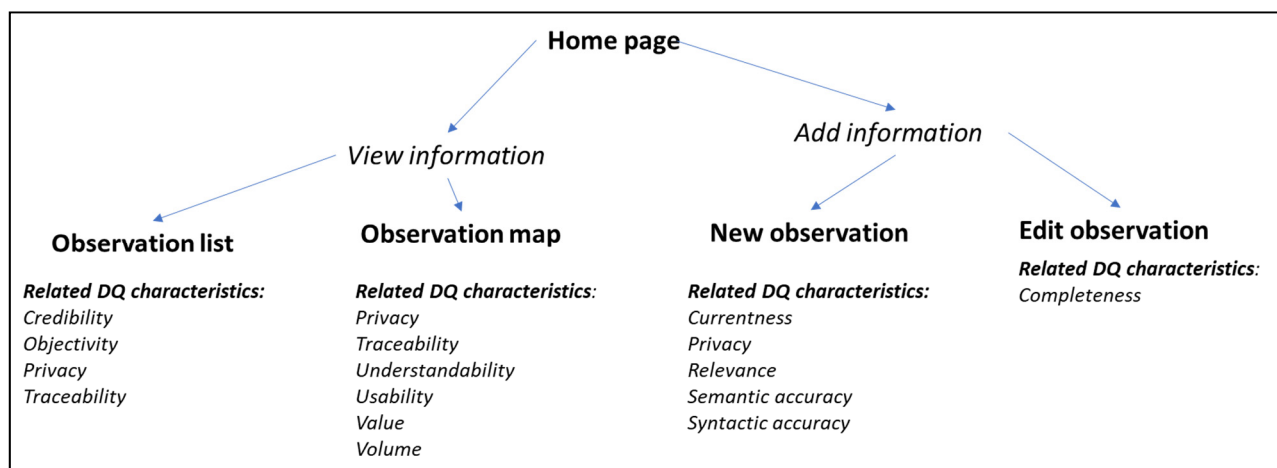 Home page
View information
Add information
Observation list
Related DQ characteristics:
Credibility
Objectivity
Privacy
Traceability
Observation map
Related DQ characteristics:
Privacy
Traceability
Understandability
Usability
Value
Volume
New observation
Related DQ characteristics:
Currentness
Privacy
Relevance
Semantic accuracy
Syntactic accuracy
Edit observation
Related DQ characteristics:
Completeness